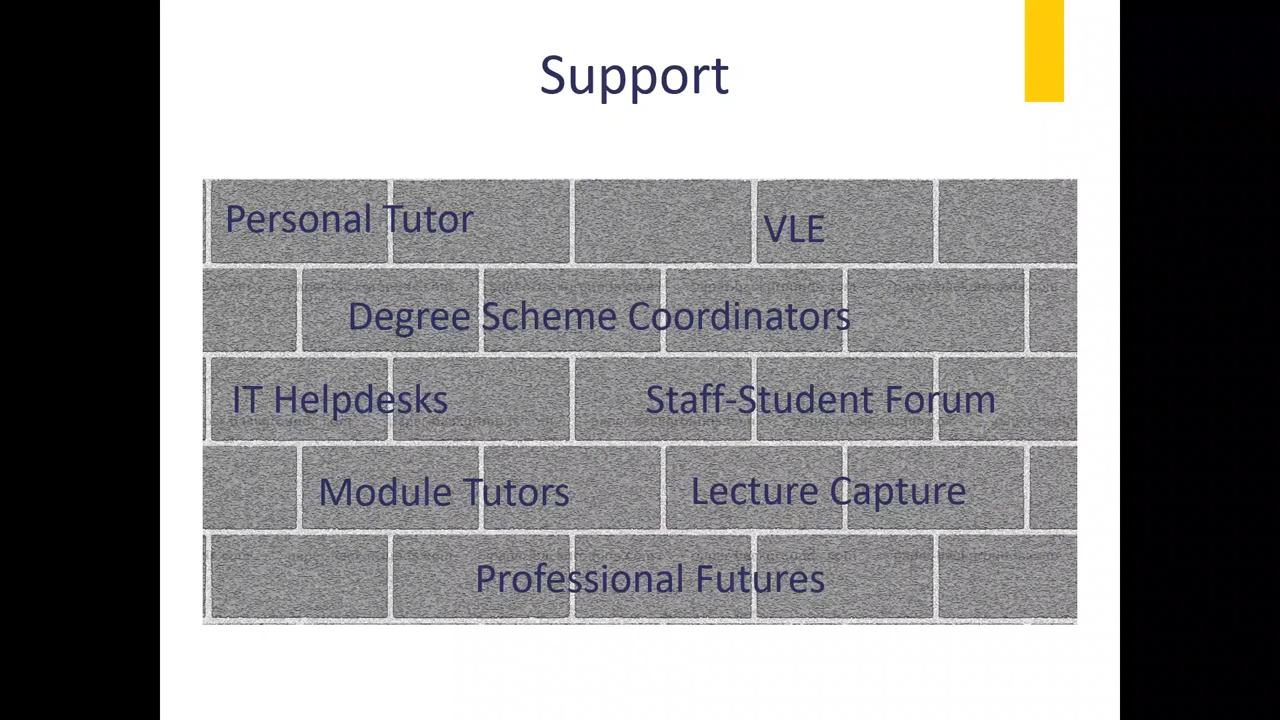 Support
Personal Tutor
VLE
Degree Scheme Coordinators
IT Helpdesks
Staff-Student Forum
Module Tutors
Lecture Capture
Professional Futures